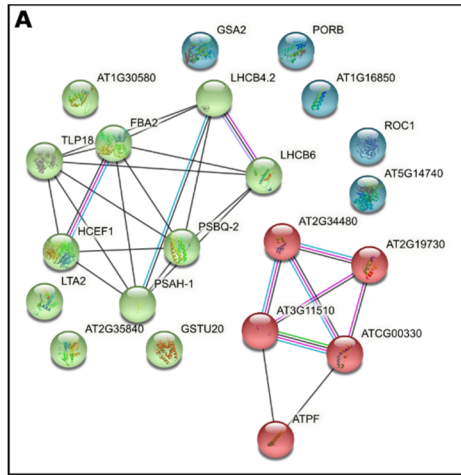 A
GSA2
PORB
AT1G30580
LHCB4.2
AT1G16850
TLP18
FBA2
ROC1
LHCB6
AT5G14740
HCEF1
PSBQ-2
AT2G34480
AT2G19730
LTA2
PSAH-1
AT3G11510
ATCG00330
AT2G35840
GSTU20
ATPF